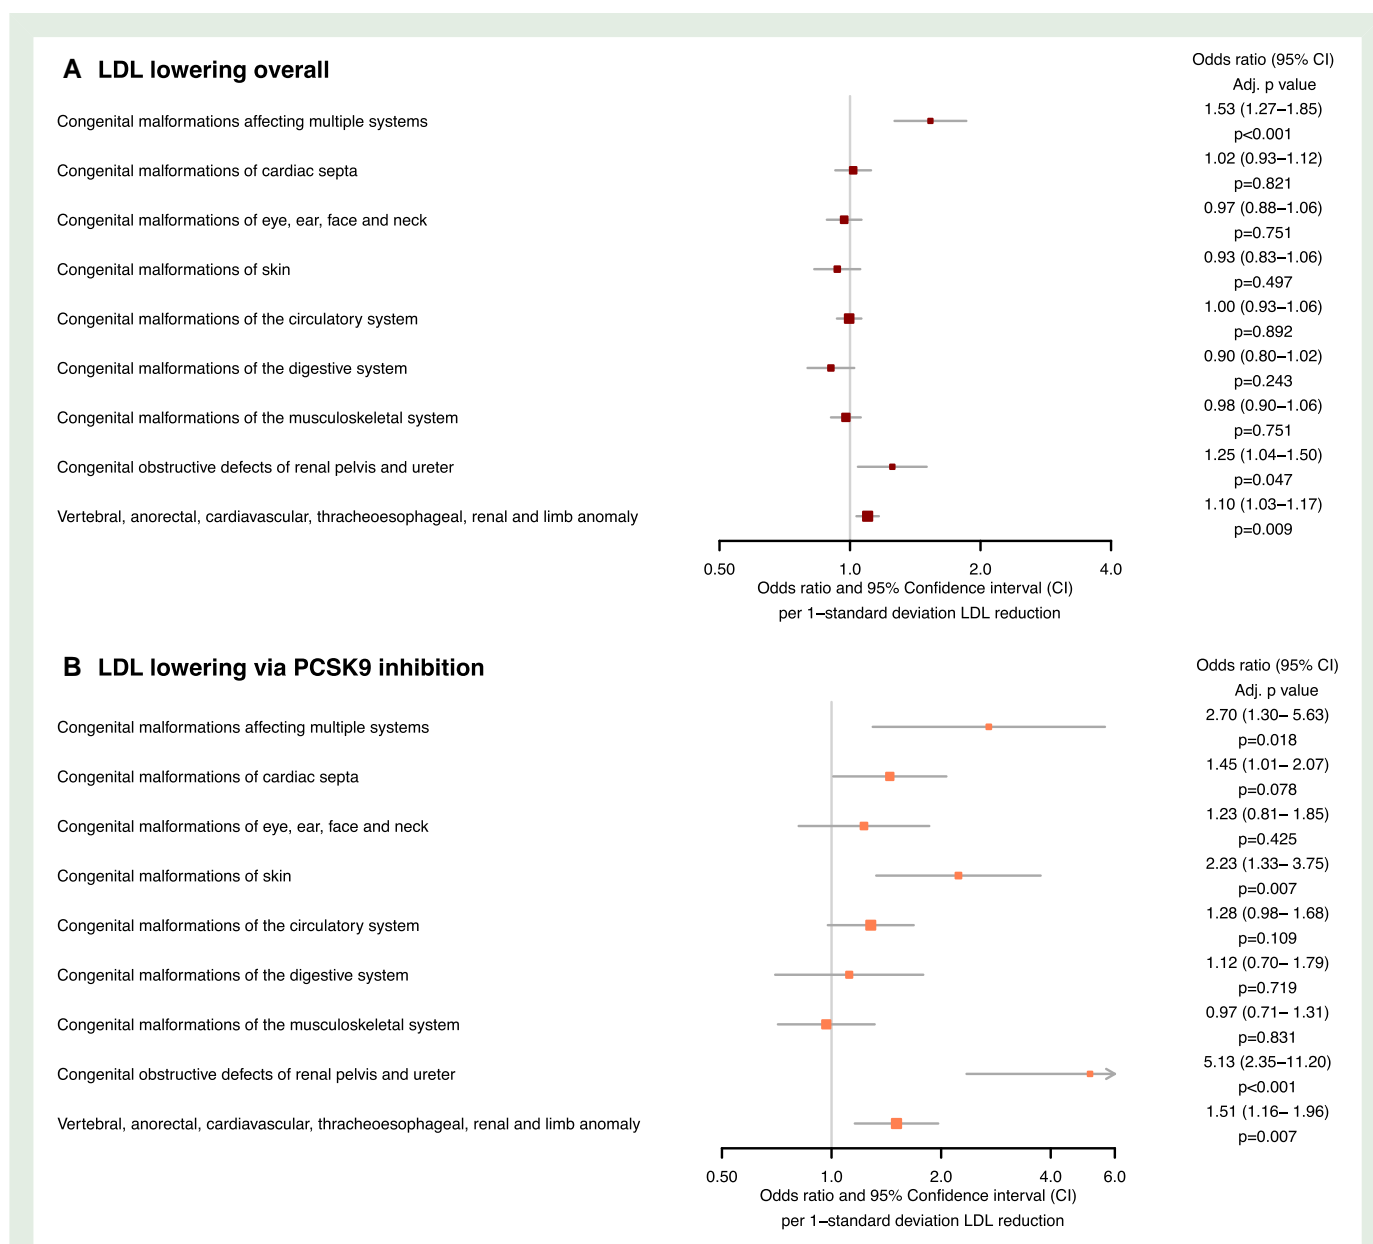 A LDL lowering overall
Odds ratio (95% CI)
Adj. p value
Congenital malformations affecting multiple systems
1.53 (1.27–1.85)
p<0.001
Congenital malformations of cardiac septa
1.02 (0.93–1.12)
p=0.821
Congenital malformations of eye, ear, face and neck
0.97 (0.88–1.06)
p=0.751
Congenital malformations of skin
0.93 (0.83–1.06)
p=0.497
Congenital malformations of the circulatory system
1.00 (0.93–1.06)
p=0.892
Congenital malformations of the digestive system
0.90 (0.80–1.02)
p=0.243
Congenital malformations of the musculoskeletal system
0.98 (0.90–1.06)
p=0.751
Congenital obstructive defects of renal pelvis and ureter
1.25 (1.04–1.50)
p=0.047
Vertebral, anorectal, cardiavascular, thracheoesophageal, renal and limb anomaly
1.10 (1.03–1.17)
p=0.009
0.50 1.0 2.0 4.0
Odds ratio and 95% Confidence interval (CI)
per 1–standard deviation LDL reduction
B LDL lowering via PCSK9 inhibition
Odds ratio (95% CI)
Adj. p value
Congenital malformations affecting multiple systems
2.70 (1.30– 5.63)
p=0.018
Congenital malformations of cardiac septa
1.45 (1.01– 2.07)
p=0.078
Congenital malformations of eye, ear, face and neck
1.23 (0.81– 1.85)
p=0.425
Congenital malformations of skin
2.23 (1.33– 3.75)
p=0.007
Congenital malformations of the circulatory system
1.28 (0.98– 1.68)
p=0.109
Congenital malformations of the digestive system
1.12 (0.70– 1.79)
p=0.719
Congenital malformations of the musculoskeletal system
0.97 (0.71– 1.31)
p=0.831
Congenital obstructive defects of renal pelvis and ureter
5.13 (2.35–11.20)
p<0.001
Vertebral, anorectal, cardiavascular, thracheoesophageal, renal and limb anomaly
1.51 (1.16– 1.96)
p=0.007
0.50 1.0 2.0 4.0 6.0
Odds ratio and 95% Confidence interval (CI)
per 1–standard deviation LDL reduction